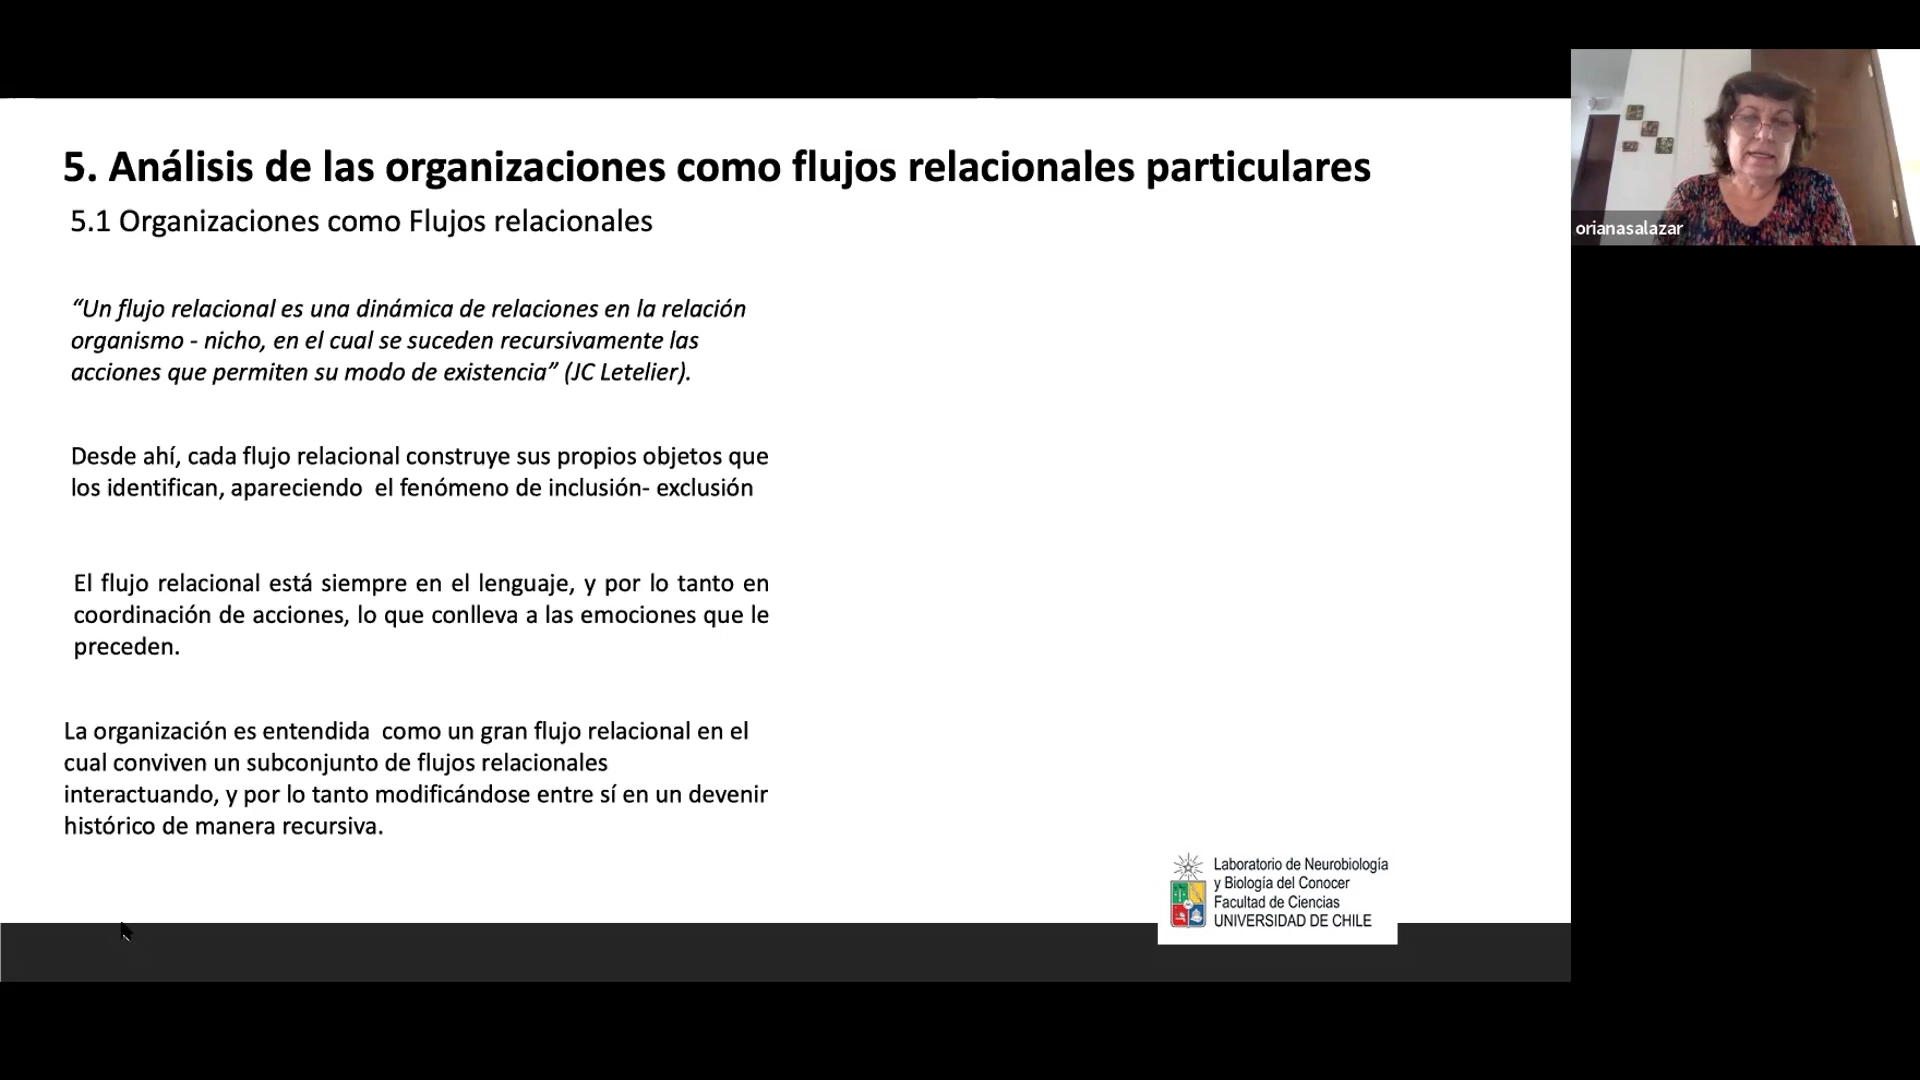 5. Análisis de las organizaciones como flujos relacionales particulares
5.1 Organizaciones como Flujos relacionales
“Un flujo relacional es una dinámica de relaciones en la relación
organismo - nicho, en el cual se suceden recursivamente las
acciones que permiten su modo de existencia” (JC Letelier).
Desde ahí, cada flujo relacional construye sus propios objetos que
los identifican, apareciendo  el fenómeno de inclusión- exclusión
El flujo relacional está siempre en el lenguaje, y por lo tanto en
coordinación de acciones, lo que conlleva a las emociones que le
preceden.
La organización es entendida  como un gran flujo relacional en el
cual conviven un subconjunto de flujos relacionales
interactuando, y por lo tanto modificándose entre sí en un devenir
histórico de manera recursiva.
Laboratorio de Neurobiología
y Biología del Conocer
Facultad de Ciencias
UNIVERSIDAD DE CHILE
orianasalazar